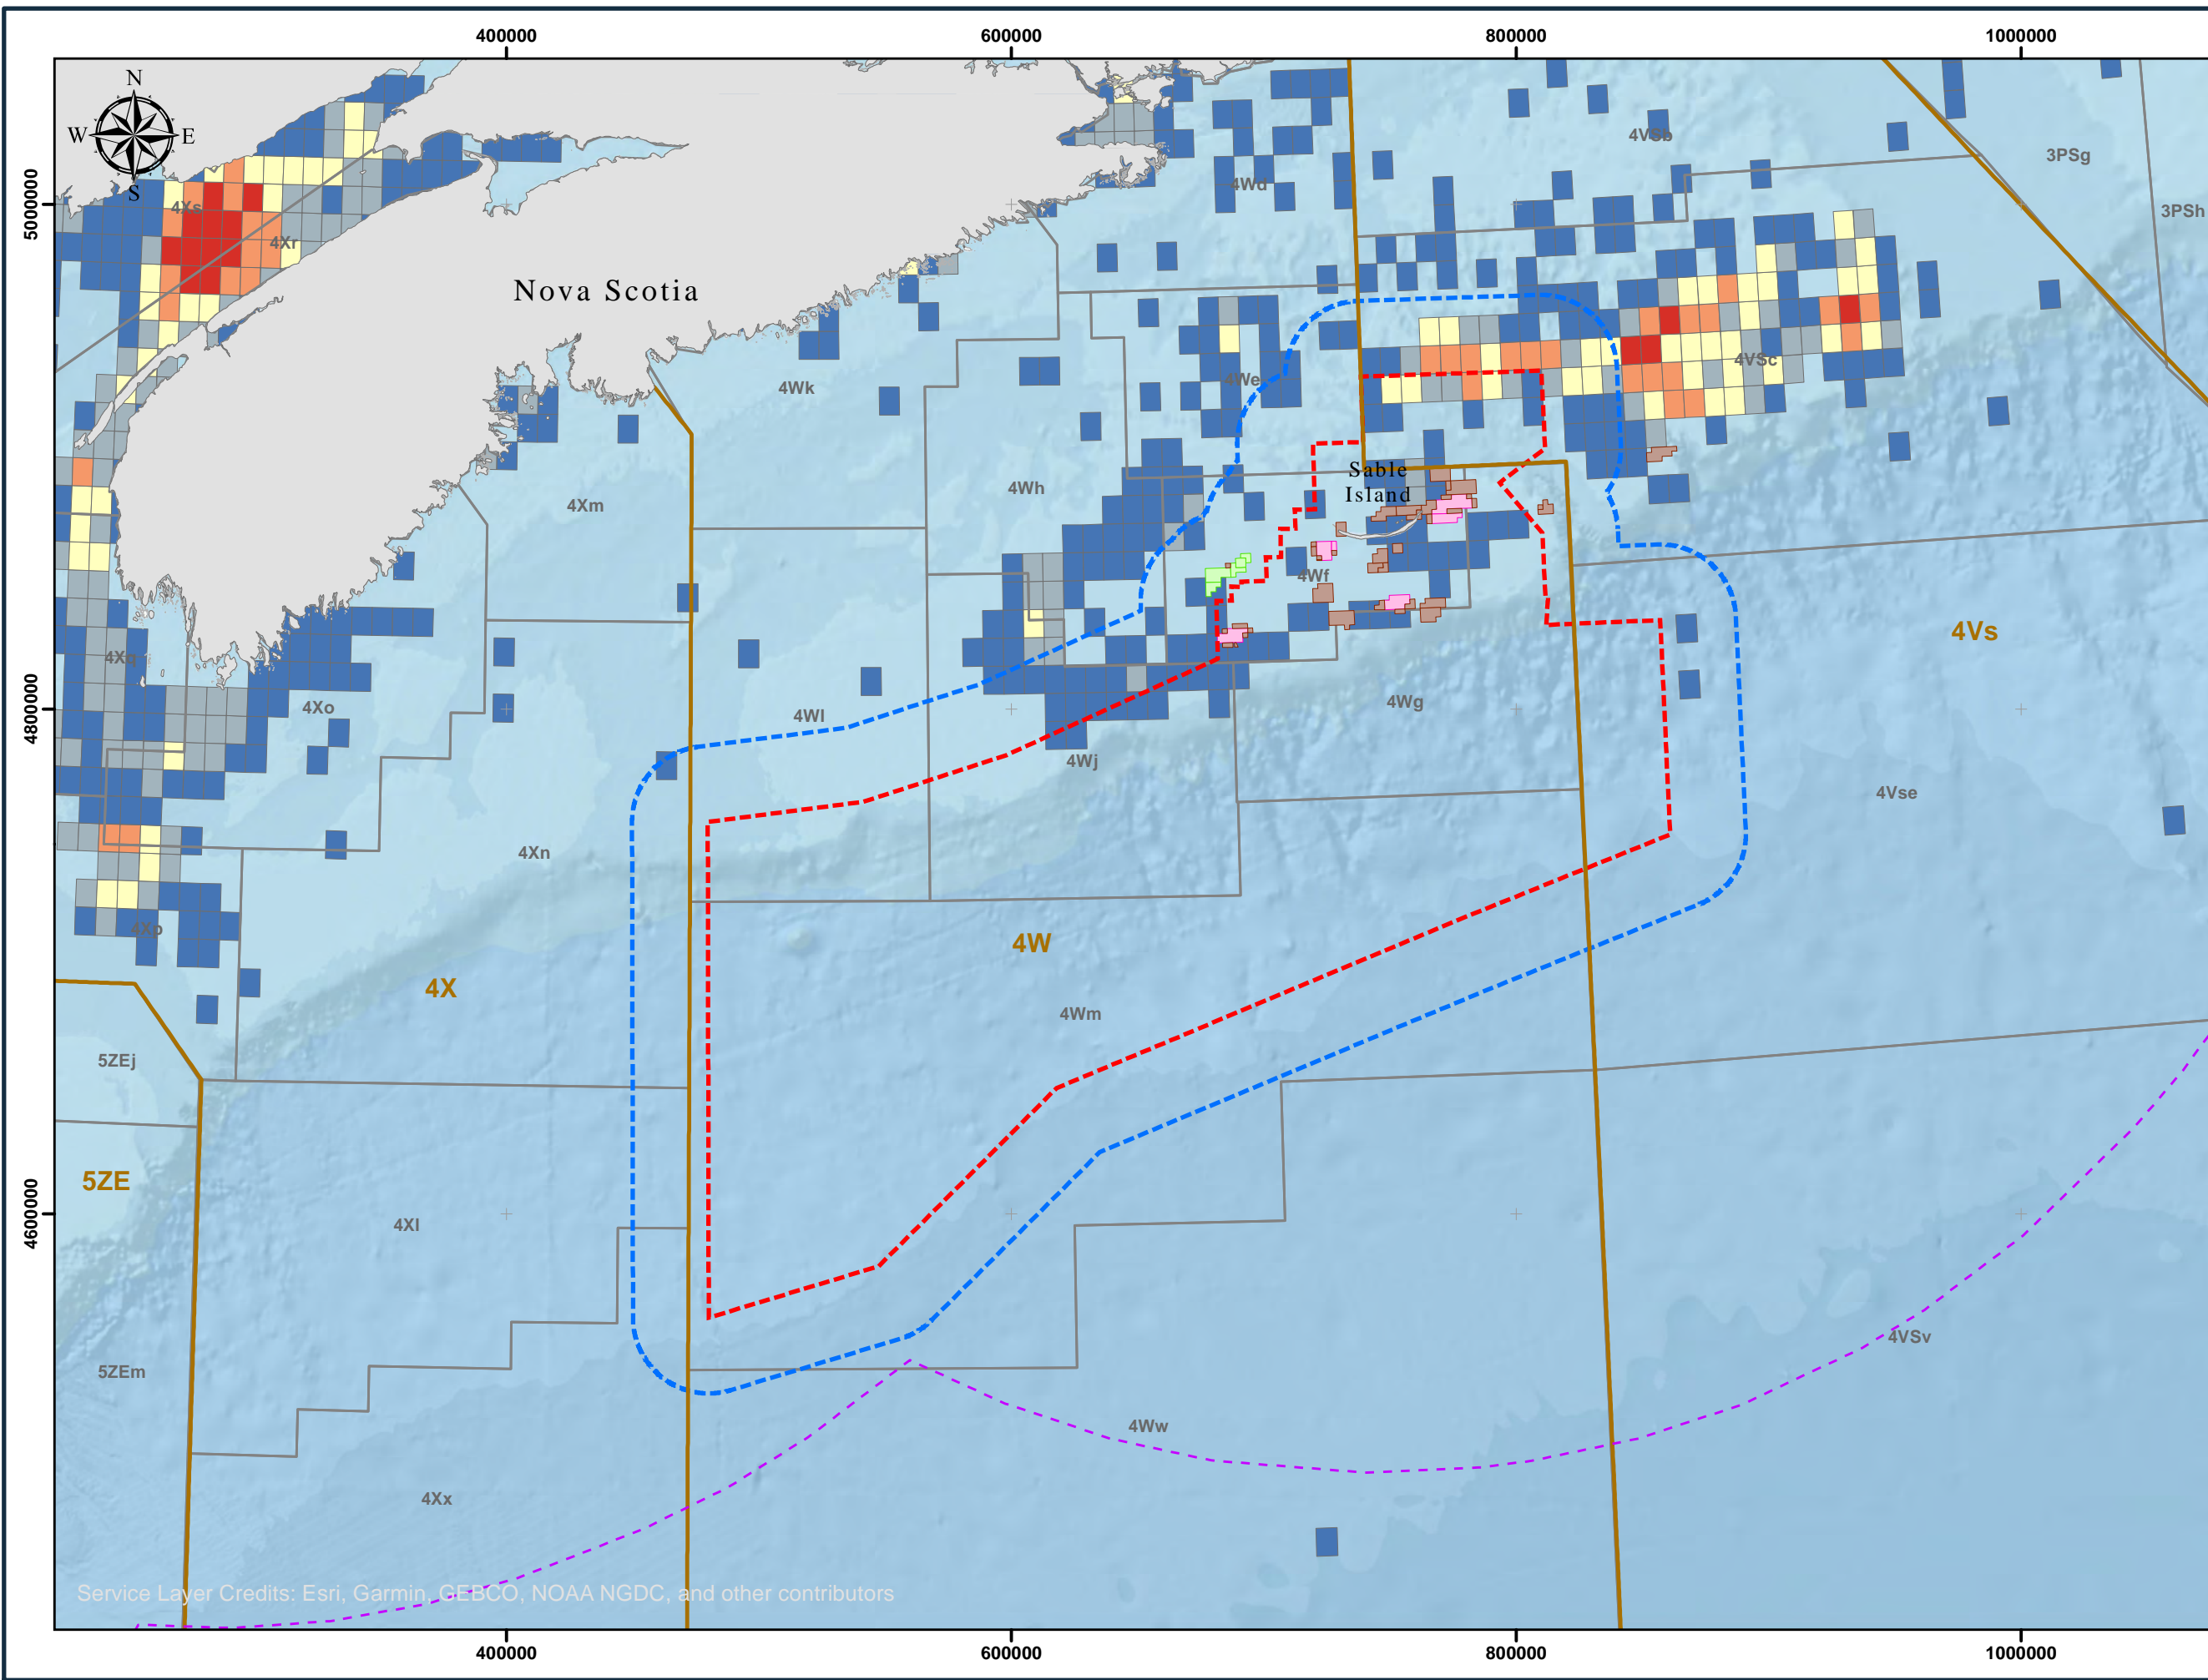 400000
600000
800000
1000000
N
W
E
S
5000000
4800000
4600000
4VSb
3PSg
3PSh
4Wd
4Xs
4Xr
Nova Scotia
4VSc
4We
4Wk
Sable
Island
4Wh
4Xm
4Wf
4Vs
4Xq
4Xo
4Wl
4Wg
4Wj
4Vse
4Xn
4Xp
4W
4X
4Wm
5ZEj
5ZE
4Xl
4VSv
5ZEm
4Ww
4Xx
Service Layer Credits: Esri, Garmin, GEBCO, NOAA NGDC, and other contributors
400000
600000
800000
1000000